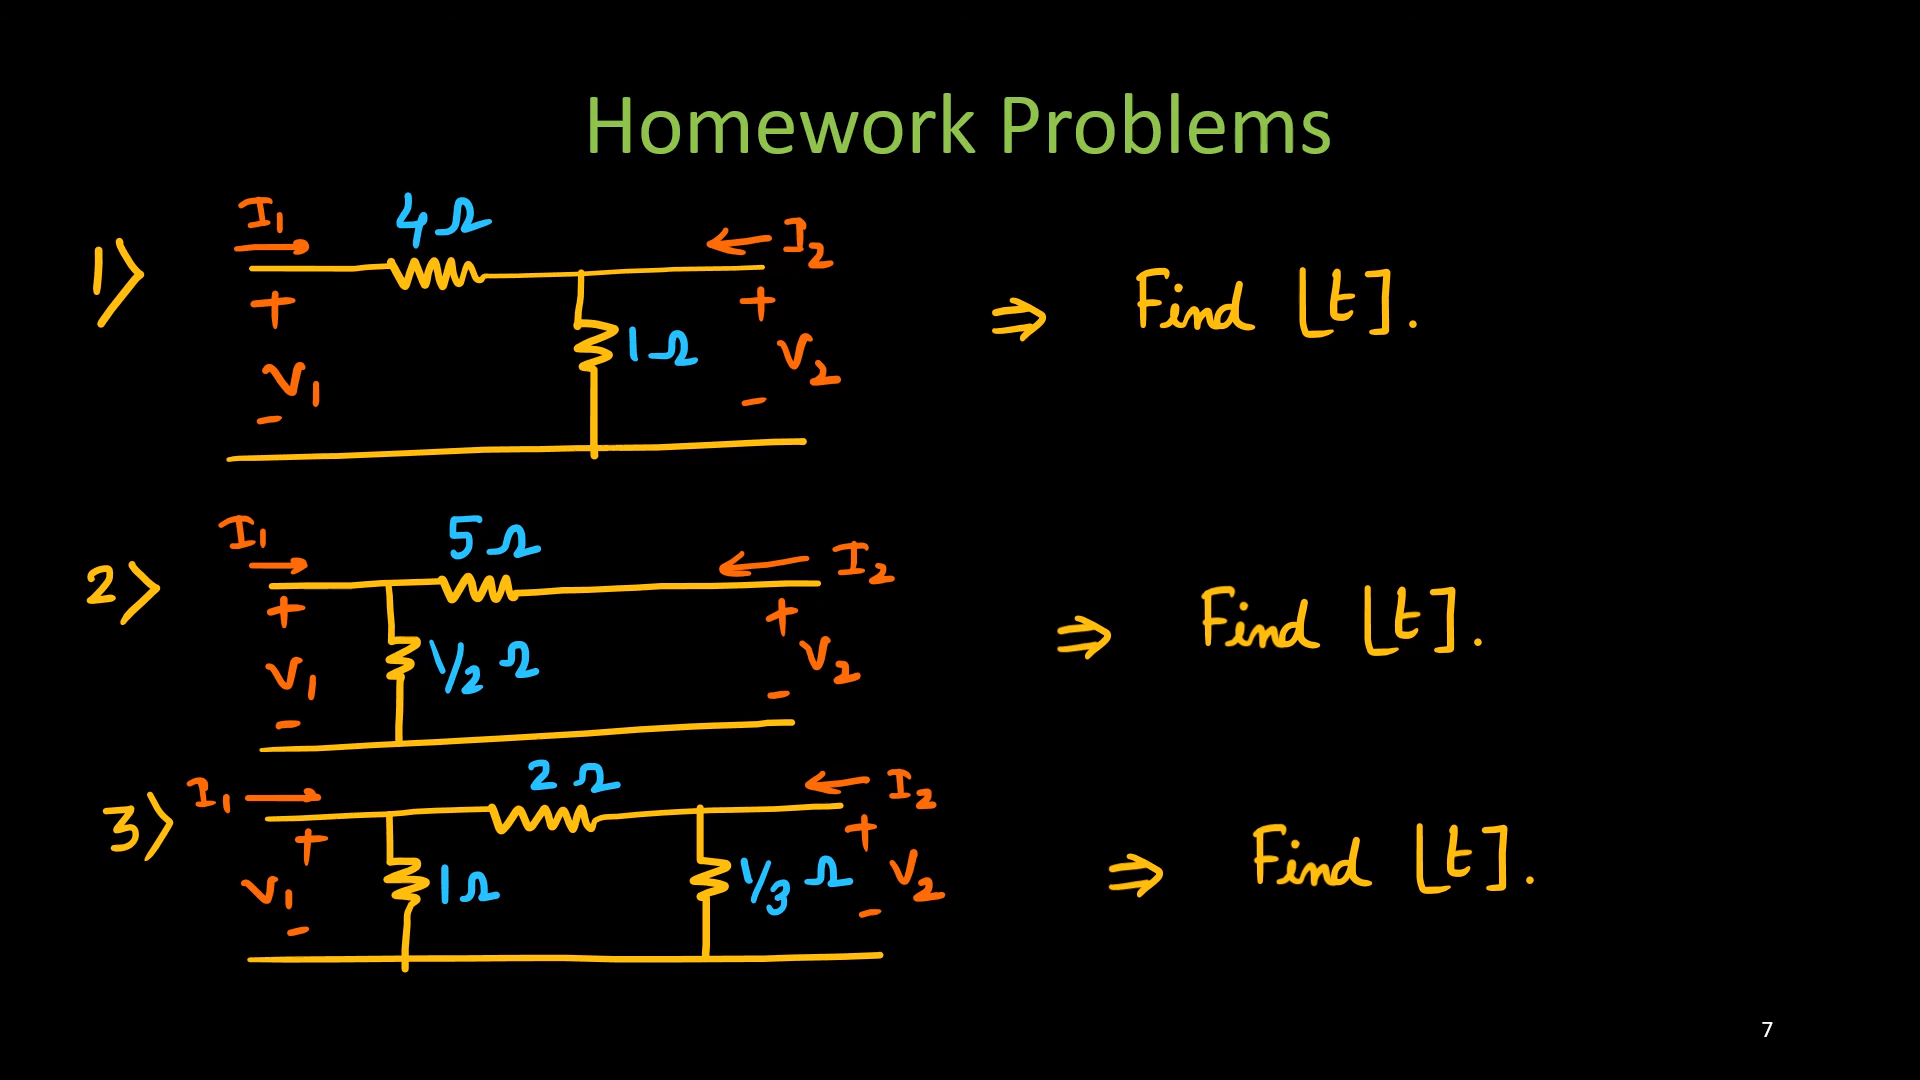 Homework Problems
1)
I1
4Ω
I2
+
V1
-
1Ω
+
V2
-
⇒ Find [t].
2)
I1
5Ω
I2
+
V1
-
1/2 Ω
+
V2
-
⇒ Find [t].
3)
I1
2Ω
I2
+
V1
-
1Ω
1/3 Ω
+
V2
-
⇒ Find [t].
7